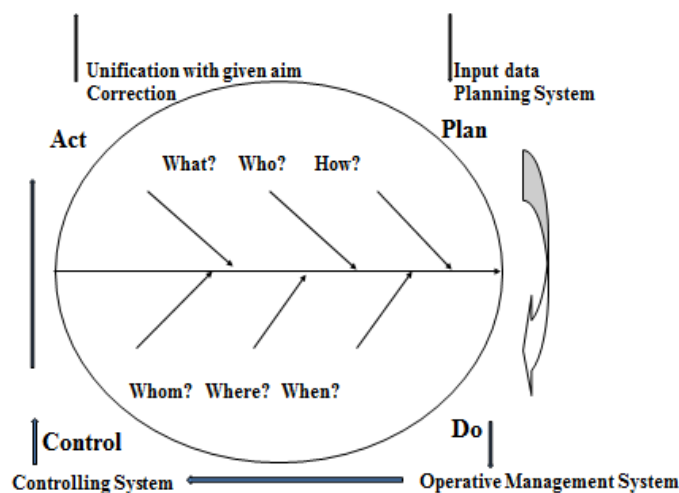 Unification with given aim
Correction
Input data
Planning System
Act
Plan
What? Who? How?
Whom? Where? When?
Control
Do
Controlling System
Operative Management System